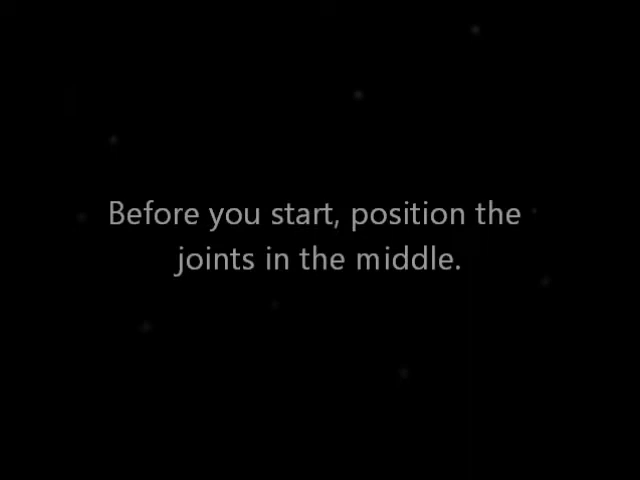 Before you start, position the
joints in the middle.